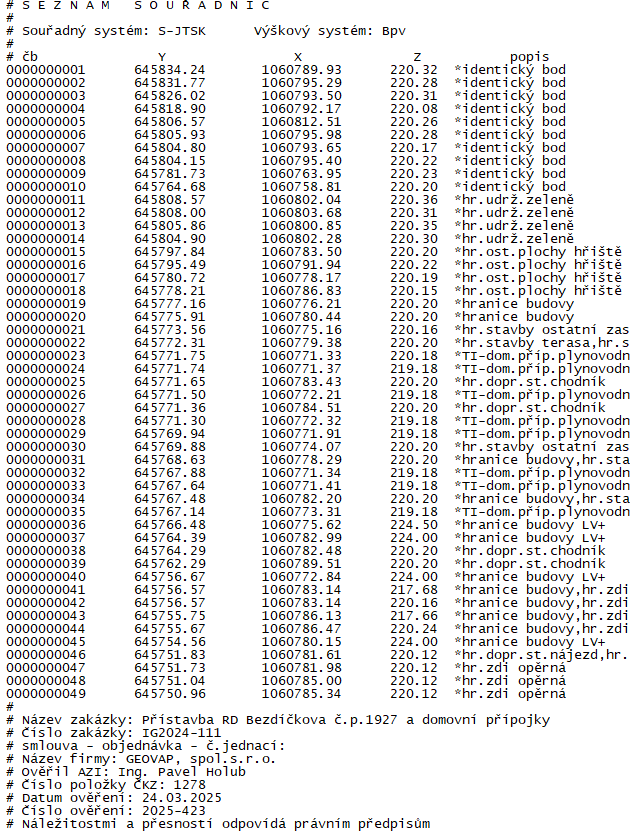 # S E Z N A M   S O U Ř A D N I C
#
# Souřadný systém: S-JTSK      Výškový systém: Bpv
#
# čb               Y                X              Z           popis
0000000001      645834.24       1060789.93      220.32  *identický bod
0000000002      645831.77       1060795.29      220.28  *identický bod
0000000003      645826.02       1060793.50      220.31  *identický bod
0000000004      645818.90       1060792.17      220.08  *identický bod
0000000005      645806.57       1060812.51      220.26  *identický bod
0000000006      645805.93       1060795.98      220.28  *identický bod
0000000007      645804.80       1060793.65      220.17  *identický bod
0000000008      645804.15       1060795.40      220.22  *identický bod
0000000009      645781.73       1060763.95      220.23  *identický bod
0000000010      645764.68       1060758.81      220.20  *identický bod
0000000011      645808.57       1060802.04      220.36  *hr.udrž.zeleně
0000000012      645808.00       1060803.68      220.31  *hr.udrž.zeleně
0000000013      645805.86       1060800.85      220.35  *hr.udrž.zeleně
0000000014      645804.90       1060802.28      220.30  *hr.udrž.zeleně
0000000015      645797.84       1060783.50      220.20  *hr.ost.plochy hřiště
0000000016      645795.49       1060791.94      220.22  *hr.ost.plochy hřiště
0000000017      645780.72       1060778.17      220.19  *hr.ost.plochy hřiště
0000000018      645778.21       1060786.83      220.15  *hr.ost.plochy hřiště
0000000019      645777.16       1060776.21      220.20  *hranice budovy
0000000020      645775.91       1060780.44      220.20  *hranice budovy
0000000021      645773.56       1060775.16      220.16  *hr.stavby ostatní zas
0000000022      645772.31       1060779.38      220.20  *hr.stavby terasa,hr.s
0000000023      645771.75       1060771.33      220.18  *TI-dom.příp.plynovodn
0000000024      645771.74       1060771.37      219.18  *TI-dom.příp.plynovodn
0000000025      645771.65       1060783.43      220.20  *hr.dopr.st.chodník
0000000026      645771.50       1060772.21      219.18  *TI-dom.příp.plynovodn
0000000027      645771.36       1060784.51      220.20  *hr.dopr.st.chodník
0000000028      645771.30       1060772.32      219.18  *TI-dom.příp.plynovodn
0000000029      645769.94       1060771.91      219.18  *TI-dom.příp.plynovodn
0000000030      645769.88       1060774.07      220.20  *hr.stavby ostatní zas
0000000031      645768.63       1060778.29      220.20  *hranice budovy,hr.sta
0000000032      645767.88       1060771.34      219.18  *TI-dom.příp.plynovodn
0000000033      645767.64       1060771.41      219.18  *TI-dom.příp.plynovodn
0000000034      645767.48       1060782.20      220.20  *hranice budovy,hr.sta
0000000035      645767.14       1060773.31      219.18  *TI-dom.příp.plynovodn
0000000036      645766.48       1060775.62      224.50  *hranice budovy LV+
0000000037      645764.39       1060782.99      224.00  *hranice budovy LV+
0000000038      645764.29       1060782.48      220.20  *hr.dopr.st.chodník
0000000039      645762.29       1060789.51      220.20  *hr.dopr.st.chodník
0000000040      645756.67       1060772.84      224.00  *hranice budovy LV+
0000000041      645756.57       1060783.14      217.68  *hranice budovy,hr.zdi
0000000042      645756.57       1060783.14      220.16  *hranice budovy,hr.zdi
0000000043      645755.75       1060786.13      217.66  *hranice budovy,hr.zdi
0000000044      645755.67       1060786.47      220.24  *hranice budovy,hr.zdi
0000000045      645754.56       1060780.15      224.00  *hranice budovy LV+
0000000046      645751.83       1060781.61      220.12  *hr.dopr.st.nájezd,hr.
0000000047      645751.73       1060781.98      220.12  *hr.zdi opěrná
0000000048      645751.04       1060785.00      220.12  *hr.zdi opěrná
0000000049      645750.96       1060785.34      220.12  *hr.zdi opěrná
#
# Název zakázky: Přístavba RD Bezdíčkova č.p.1927 a domovní přípojky
# Číslo zakázky: IG2024-111
# smlouva - objednávka - č.jednací:
# Název firmy: GEOVAP, spol.s.r.o.
# Ověřil AZI: Ing. Pavel Holub
# Číslo položky ČKZ: 1278
# Datum ověření: 24.03.2025
# Číslo ověření: 2025-423
# Náležitostmi a přesností odpovídá právním předpisům